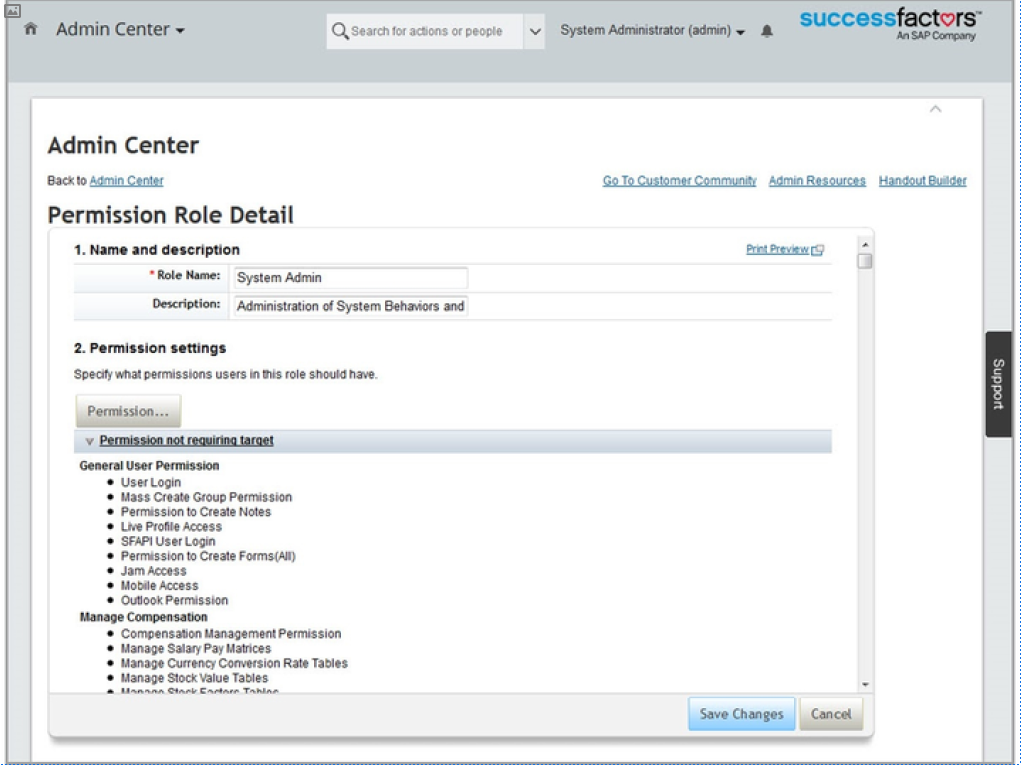 Admin Center
Search for actions or people
System Administrator (admin)
successfactors™
An SAP Company
Admin Center
Back to Admin Center
Go To Customer Community Admin Resources Handout Builder
Permission Role Detail
1. Name and description
Print Preview
* Role Name: System Admin
Description: Administration of System Behaviors and
2. Permission settings
Specify what permissions users in this role should have.
Permission...
Permission not requiring target
General User Permission
User Login
Mass Create Group Permission
Permission to Create Notes
Live Profile Access
SFAPI User Login
Permission to Create Forms(All)
Jam Access
Mobile Access
Outlook Permission
Manage Compensation
Compensation Management Permission
Manage Salary Pay Matrices
Manage Currency Conversion Rate Tables
Manage Stock Value Tables
Manage Stock Factors Tables
Save Changes
Cancel
Support